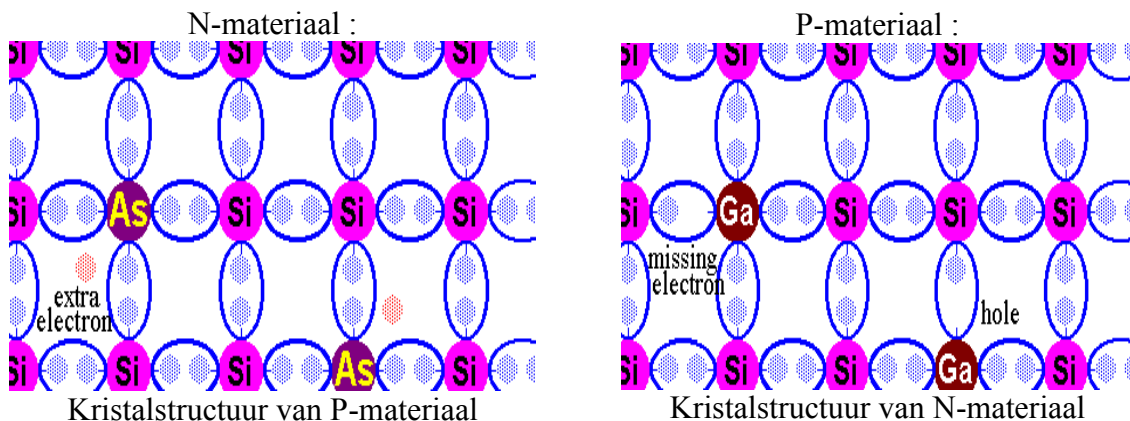 N-materiaal :
Si Si Si Si Si
Si As Si Si Si
extra
electron
Si Si Si As Si
Kristalstructuur van P-materiaal
P-materiaal :
Si Si Si Si Si
Si Ga Si Si Si
missing
electron
hole
Si Si Si Ga Si
Kristalstructuur van N-materiaal